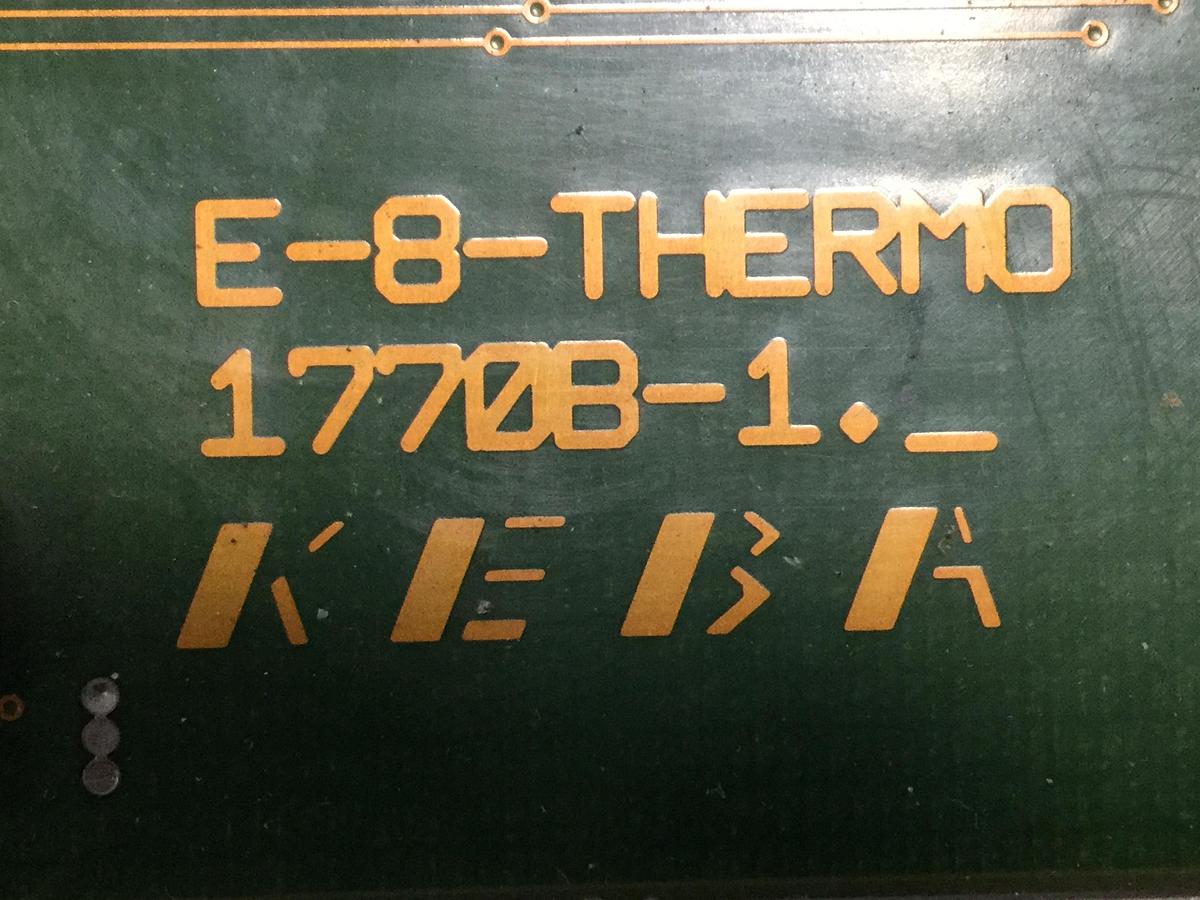 E-8-THERMO
1770B-1._
KEBA